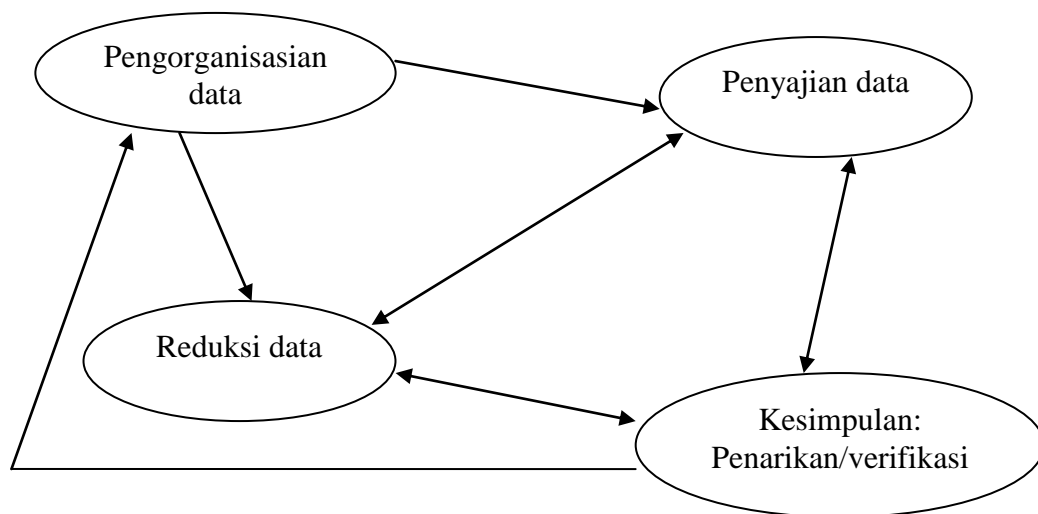 Pengorganisasian
data
Penyajian data
Reduksi data
Kesimpulan:
Penarikan/verifikasi